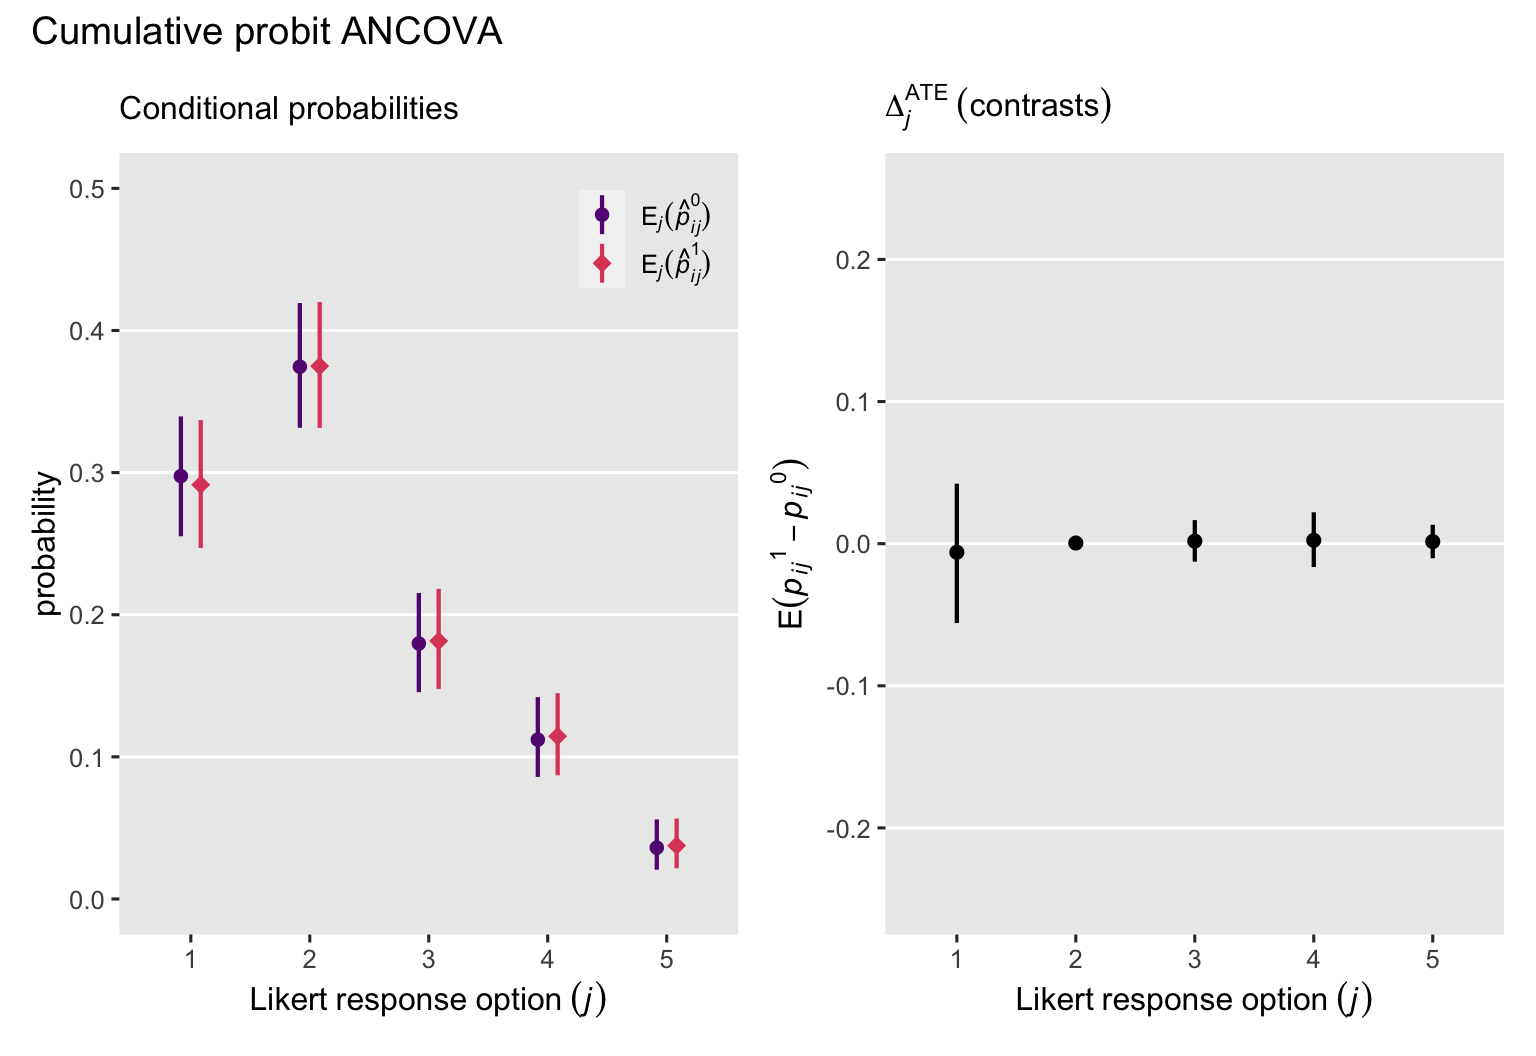 Cumulative probit ANCOVA
Conditional probabilities
probability
0.5
0.4
0.3
0.2
0.1
0.0
E_j(p̂_ij^0)
E_j(p̂_ij^1)
1 2 3 4 5
Likert response option (j)
Δ_j^ATE (contrasts)
E(p_ij^1 − p_ij^0)
0.2
0.1
0.0
-0.1
-0.2
1 2 3 4 5
Likert response option (j)